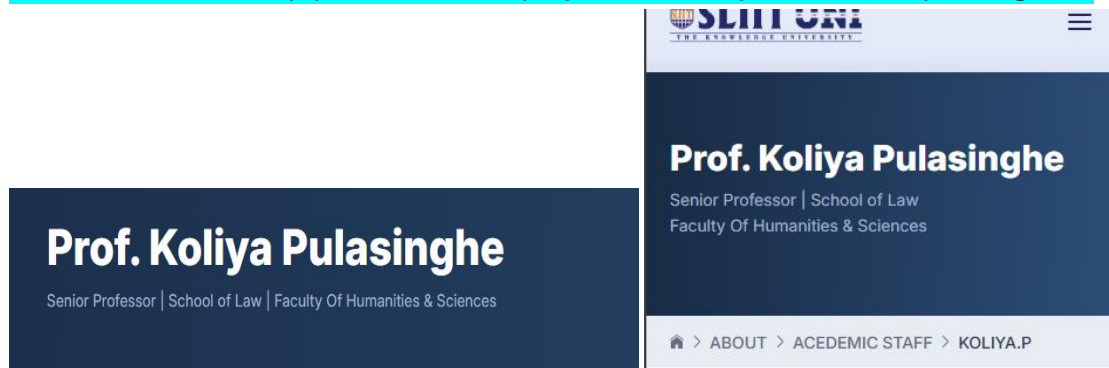 Prof. Koliya Pulasinghe
Senior Professor | School of Law | Faculty Of Humanities & Sciences
SLIIT UNI
THE KNOWLEDGE UNIVERSITY
Prof. Koliya Pulasinghe
Senior Professor | School of Law
Faculty Of Humanities & Sciences
> ABOUT > ACEDEMIC STAFF > KOLIYA.P